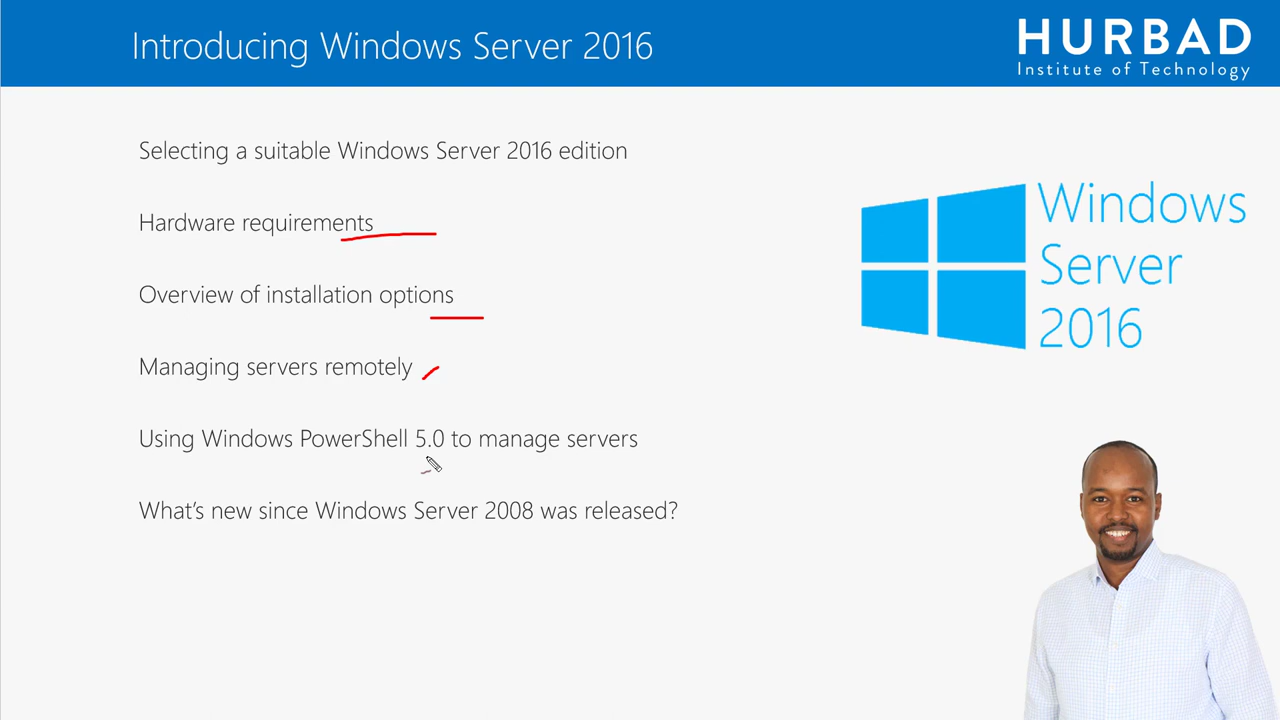 Introducing Windows Server 2016
HURBAD
Institute of Technology
Selecting a suitable Windows Server 2016 edition
Hardware requirements
Overview of installation options
Managing servers remotely
Using Windows PowerShell 5.0 to manage servers
What's new since Windows Server 2008 was released?
Windows
Server
2016